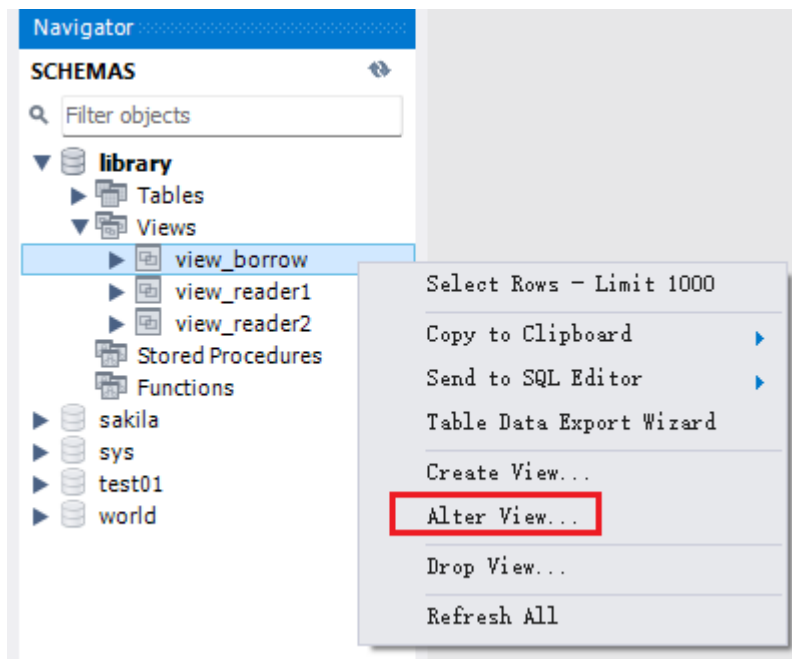 Navigator
SCHEMAS
Filter objects
library
Tables
Views
view_borrow
view_reader1
view_reader2
Stored Procedures
Functions
sakila
sys
test01
world
Select Rows - Limit 1000
Copy to Clipboard
Send to SQL Editor
Table Data Export Wizard
Create View...
Alter View...
Drop View...
Refresh All